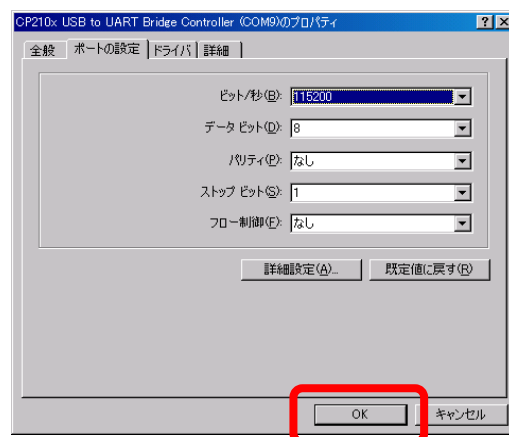 CP210x USB to UART Bridge Controller (COM9)のプロパティ
全般 ポートの設定 ドライバ 詳細
ビット/秒(B): 115200
データ ビット(D): 8
パリティ(P): なし
ストップ ビット(S): 1
フロー制御(F): なし
詳細設定(A)... 既定値に戻す(R)
OK キャンセル